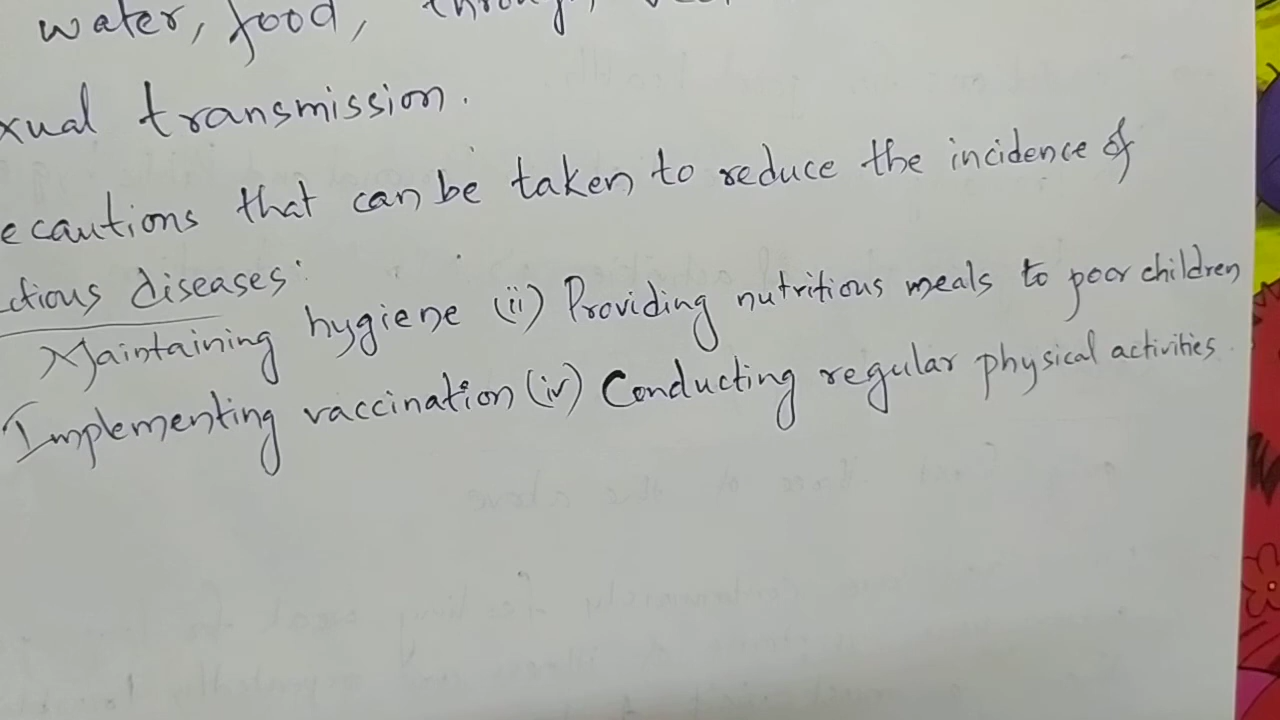 water, food,
xual transmission.
ecautions that can be taken to reduce the incidence of
ctious diseases:
Maintaining hygiene (ii) Providing nutritious meals to poor children
Implementing vaccination (iv) Conducting regular physical activities.